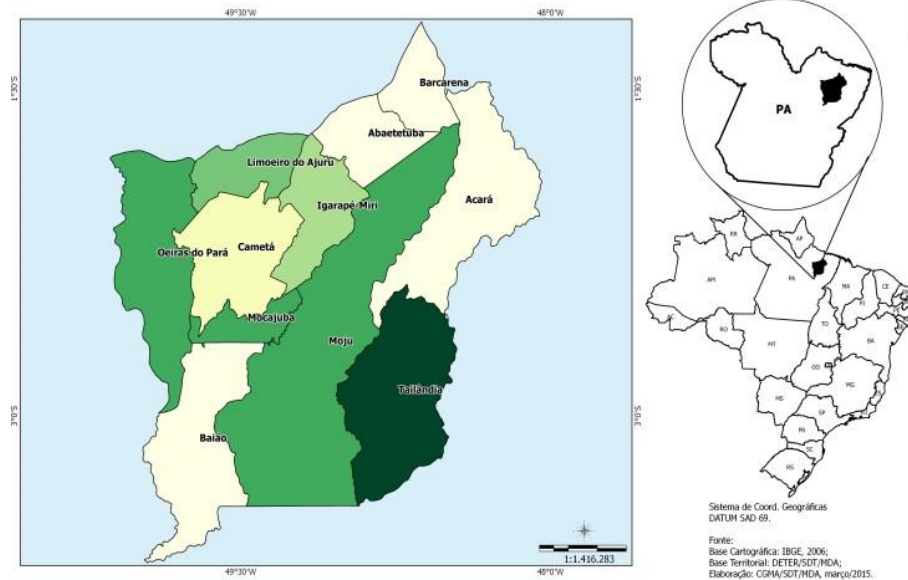 49°30'W
48°0'W
1°30'S
1°30'S
Barcarena
Abaetetuba
Limoeiro do Ajuru
Igarapé-Miri
Acará
Oeiras do Pará
Cametá
Mocajuba
Moju
Tailândia
Baião
3°0'S
3°0'S
1:1.416.283
49°30'W
48°0'W
PA
RR
AP
AM
PA
MA
CE
PI
AC
RO
TO
BA
MT
GO
MG
MS
SP
PR
SC
RS
Sistema de Coord. Geográficas
DATUM SAD 69.
Fonte:
Base Cartográfica: IBGE, 2006;
Base Territorial: DETER/SDT/MDA;
Elaboração: CGMA/SDT/MDA, março/2015.